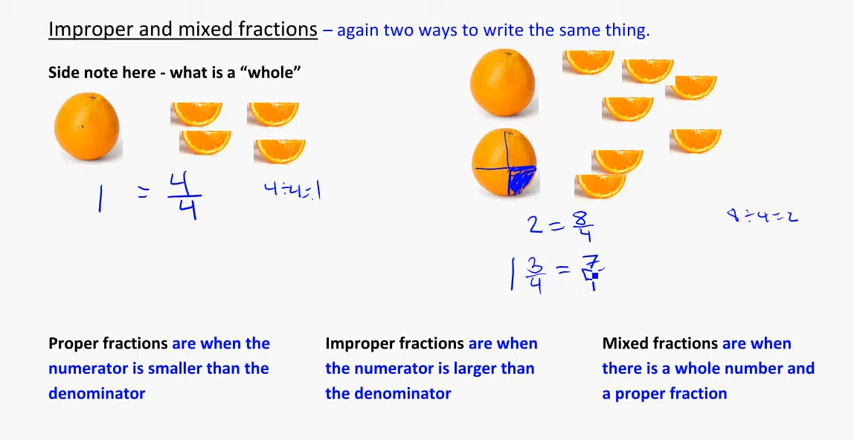 Improper and mixed fractions – again two ways to write the same thing.
Side note here - what is a “whole”
1 = 4/4
4÷4=1
2 = 8/4
8÷4=2
1 3/4 = 7/4
Proper fractions are when the
numerator is smaller than the
denominator
Improper fractions are when
the numerator is larger than
the denominator
Mixed fractions are when
there is a whole number and
a proper fraction